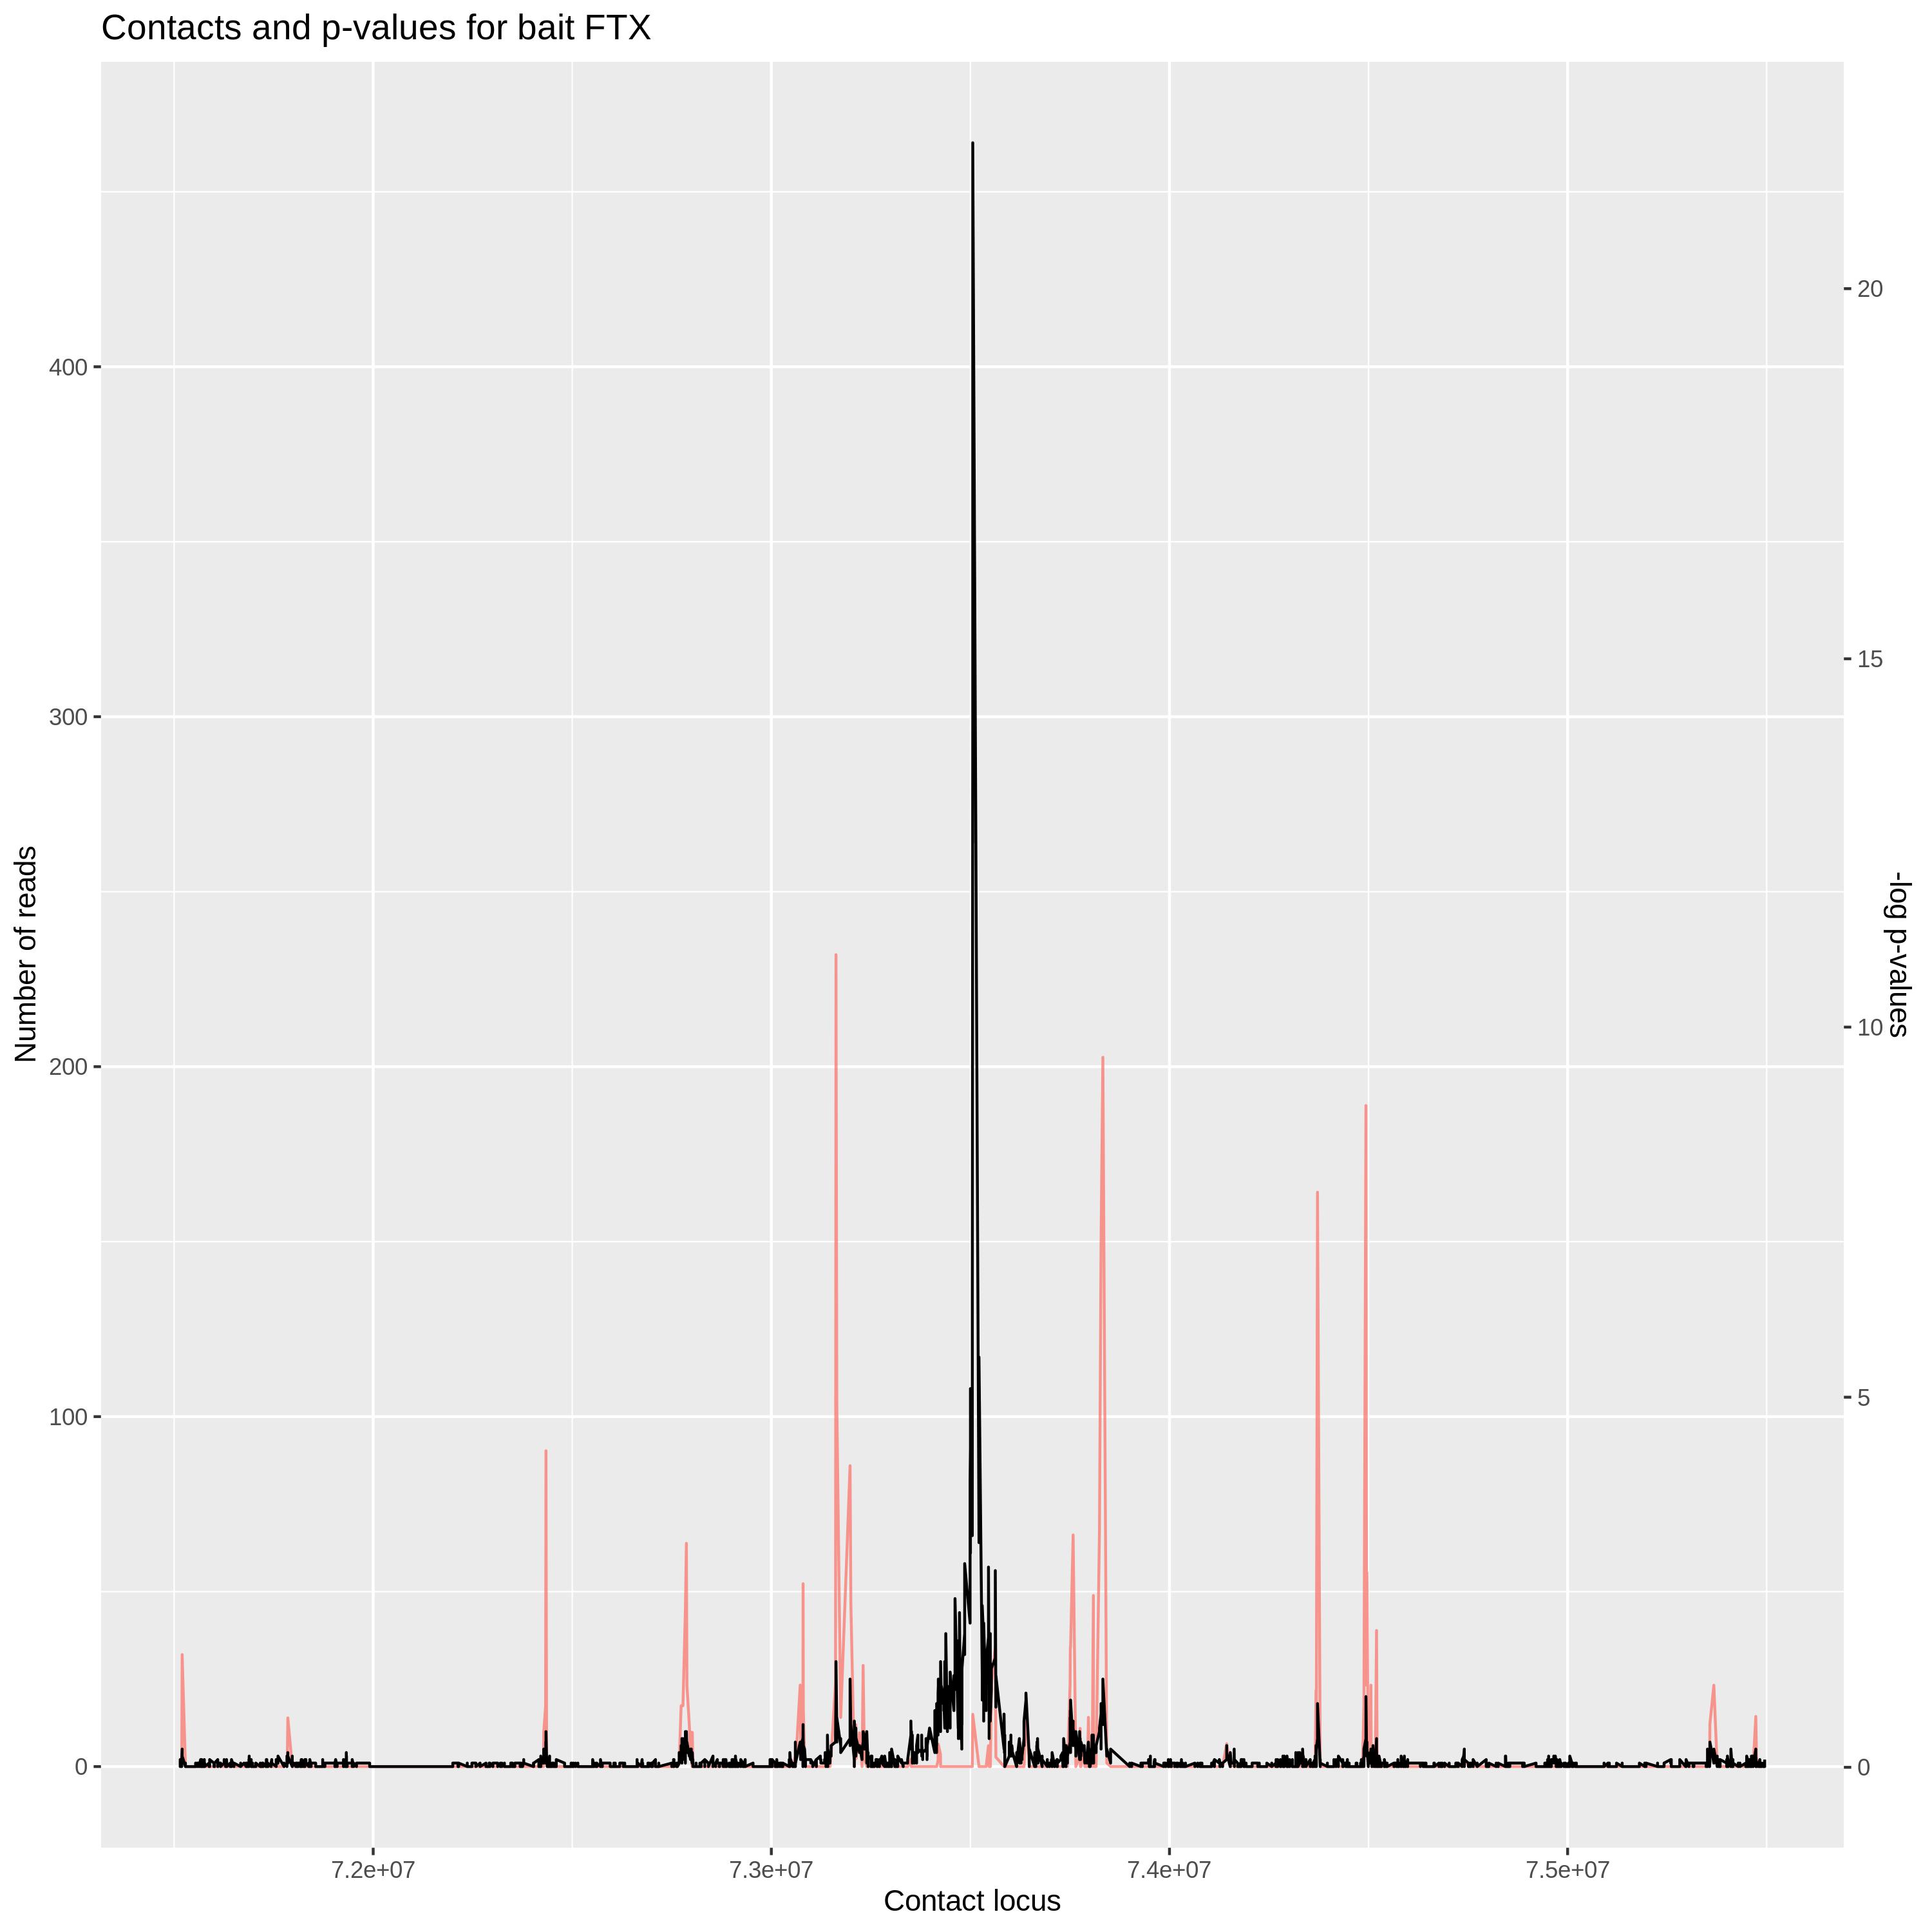 Contacts and p-values for bait FTX
Number of reads
400
300
200
100
0
20
15
10
5
0
-log p-values
7.2e+07
7.3e+07
7.4e+07
7.5e+07
Contact locus